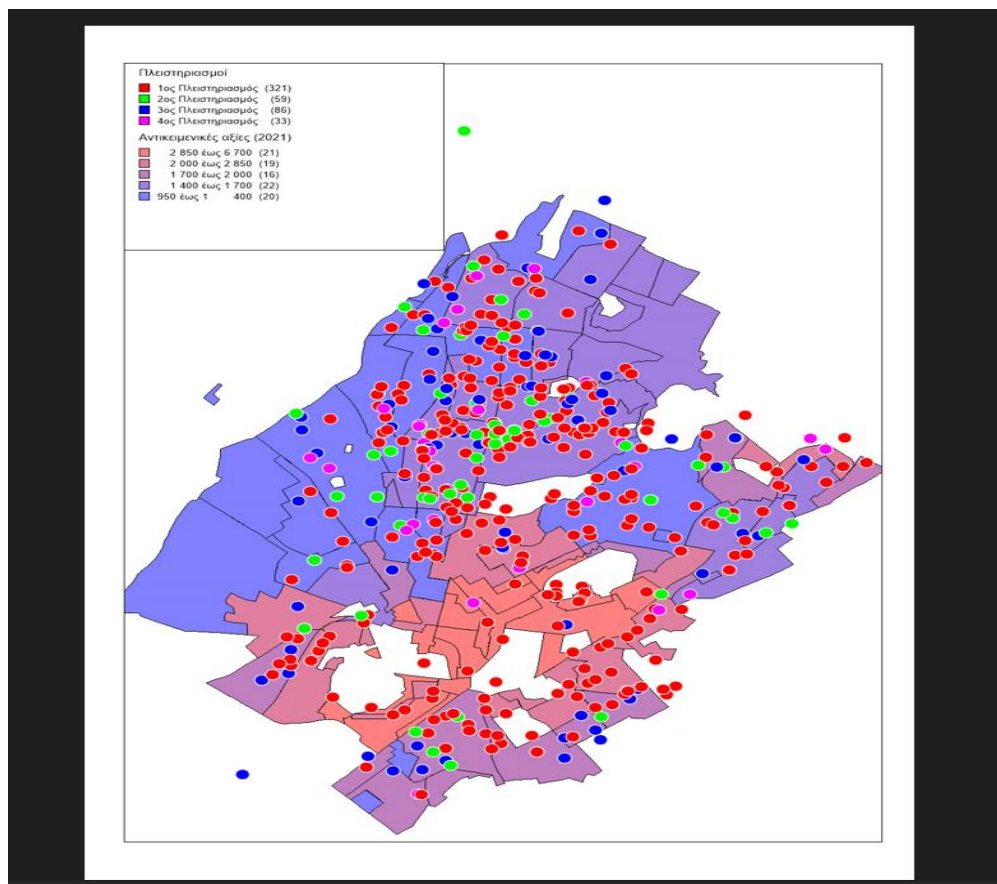 Πλειστηριασμοί
1ος Πλειστηριασμός (321)
2ος Πλειστηριασμός (59)
3ος Πλειστηριασμός (86)
4ος Πλειστηριασμός (33)
Αντικειμενικές αξίες (2021)
2 850 έως 6 700 (21)
2 000 έως 2 850 (19)
1 700 έως 2 000 (16)
1 400 έως 1 700 (22)
950 έως 1 400 (20)